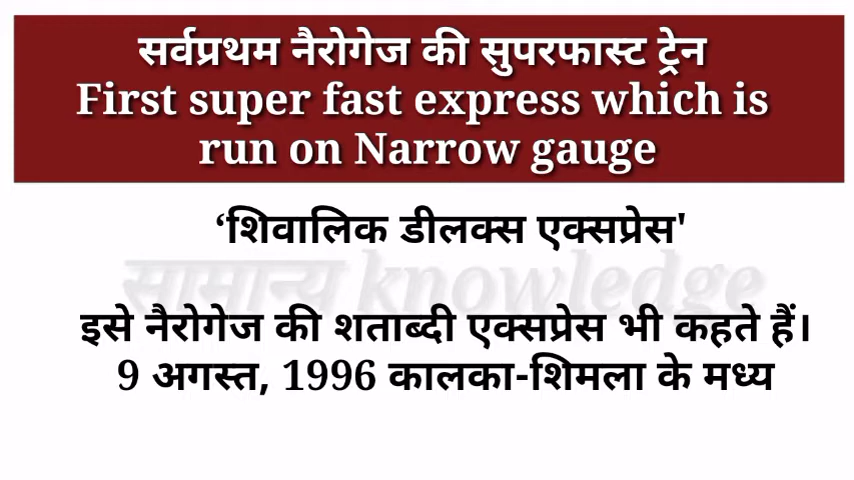 सर्वप्रथम नैरोगेज की सुपरफास्ट ट्रेन
First super fast express which is
run on Narrow gauge
‘शिवालिक डीलक्स एक्सप्रेस'
सामान्य knowledge
इसे नैरोगेज की शताब्दी एक्सप्रेस भी कहते हैं।
9 अगस्त, 1996 कालका-शिमला के मध्य